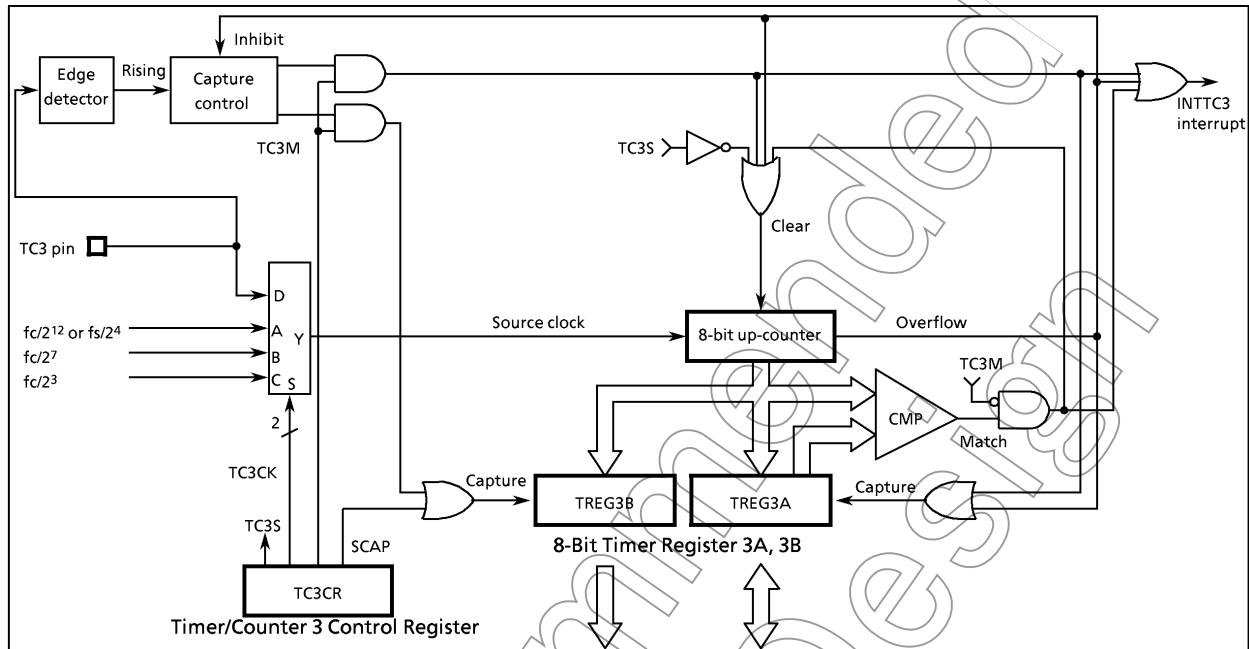 Inhibit
Edge
detector
Rising
Capture
control
TC3M
INTTC3
interrupt
TC3S
Clear
TC3 pin
D
A
B
C
S
Y
fc/2¹² or fs/2⁴
fc/2⁷
fc/2³
Source clock
8-bit up-counter
Overflow
TC3M
CMP
Match
2
TC3CK
Capture
TREG3B
TREG3A
Capture
TC3S
SCAP
8-Bit Timer Register 3A, 3B
TC3CR
Timer/Counter 3 Control Register
mmended
Design